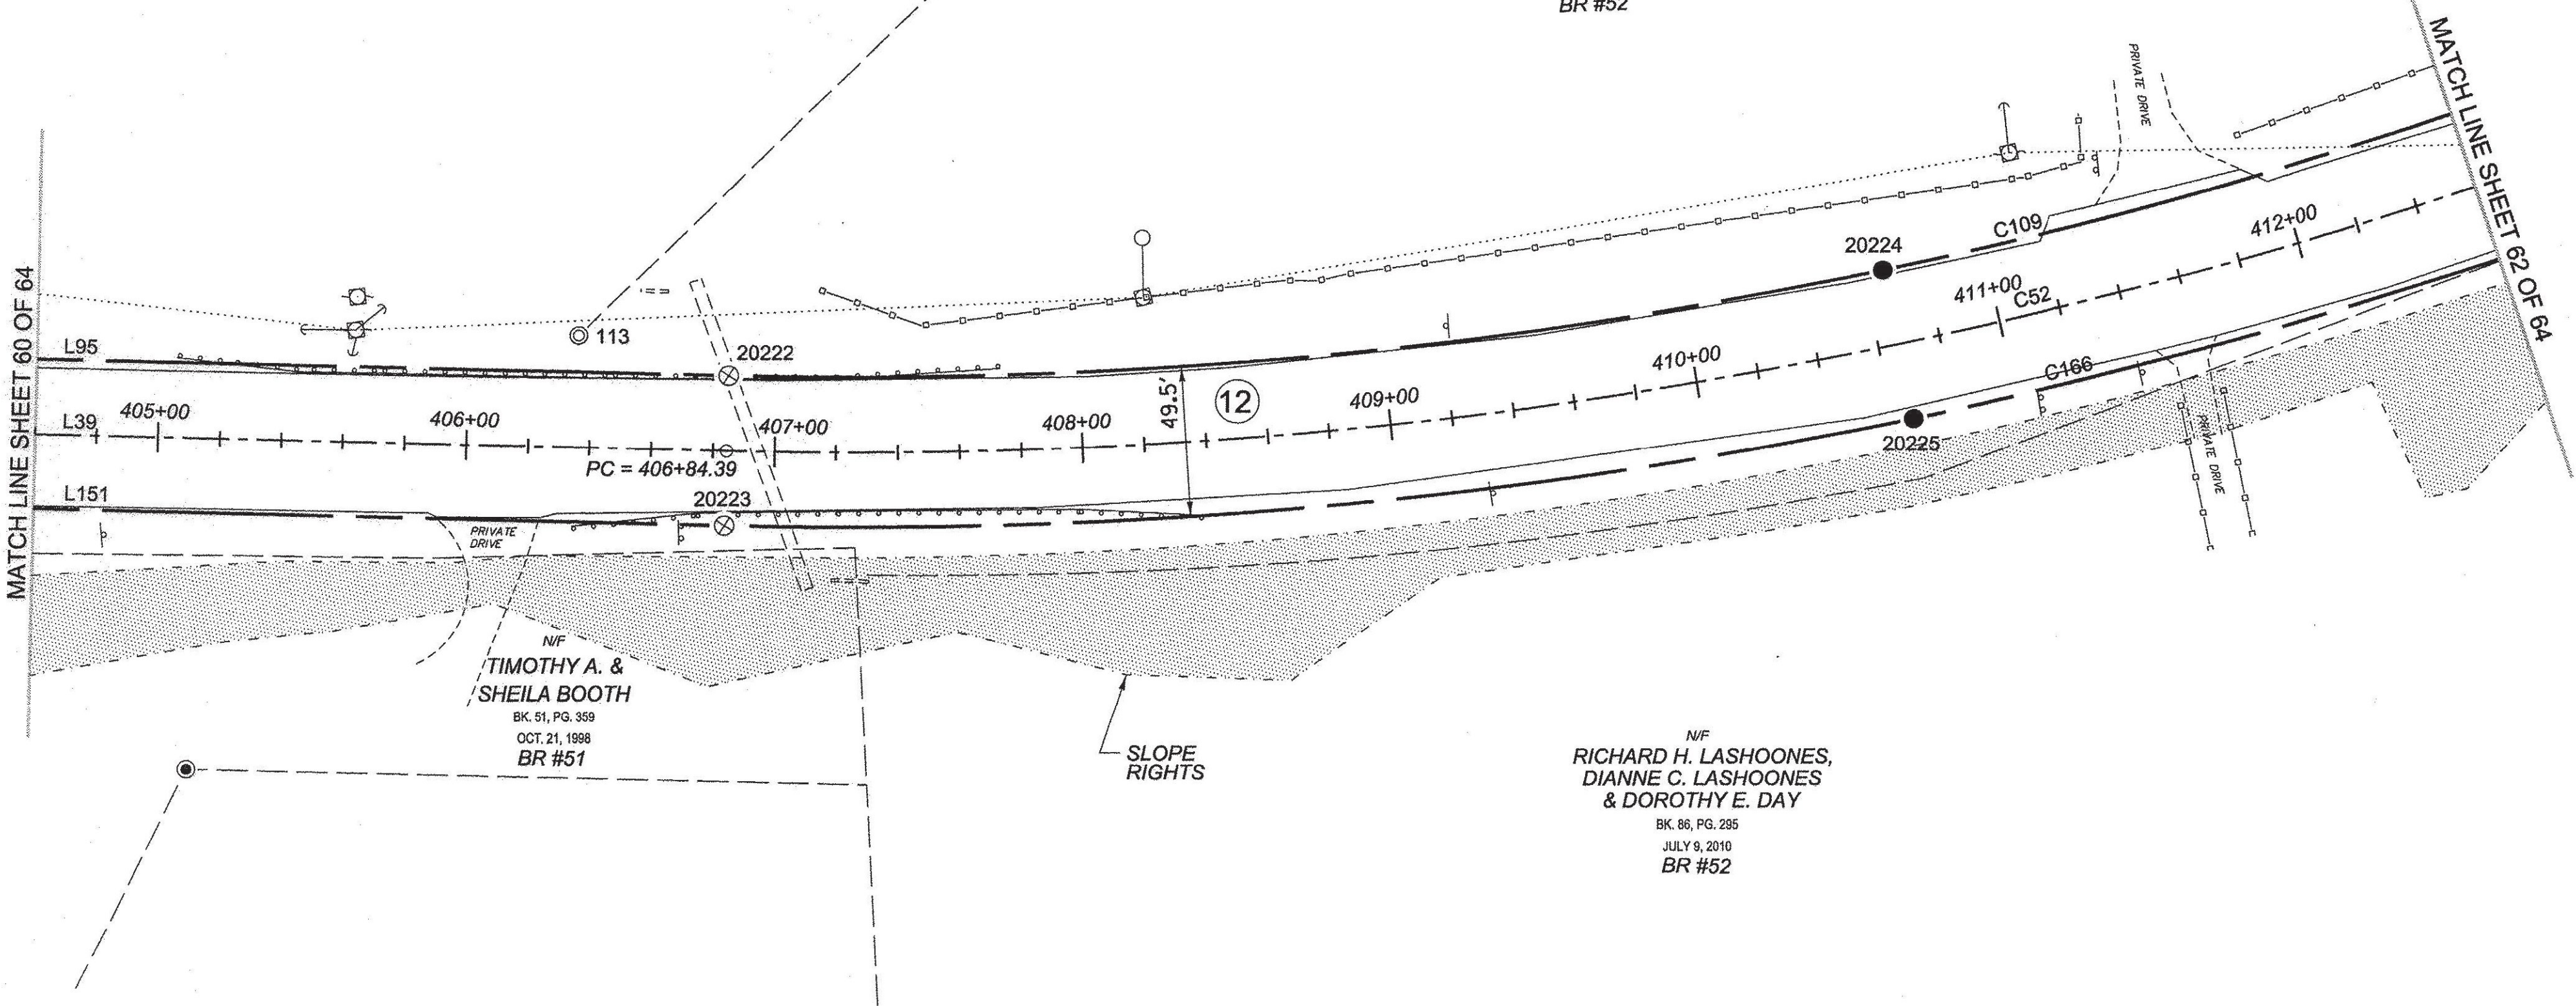 BR #52
MATCH LINE SHEET 60 OF 64
MATCH LINE SHEET 62 OF 64
PRIVATE DRIVE
113
20222
20224
C109
412+00
411+00
C52
L95
405+00
406+00
407+00
408+00
49.5'
12
409+00
410+00
C166
L39
PC = 406+84.39
20225
L151
20223
PRIVATE
DRIVE
PRIVATE DRIVE
N/F
TIMOTHY A. &
SHEILA BOOTH
BK. 51, PG. 359
OCT. 21, 1998
BR #51
SLOPE
RIGHTS
N/F
RICHARD H. LASHOONES,
DIANNE C. LASHOONES
& DOROTHY E. DAY
BK. 86, PG. 295
JULY 9, 2010
BR #52